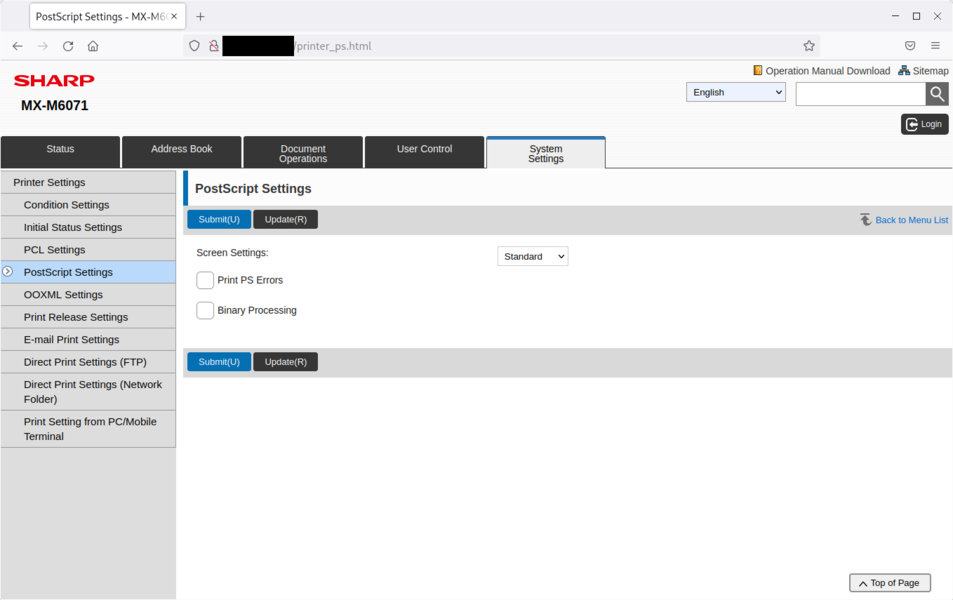 PostScript Settings - MX-M6
/printer_ps.html
SHARP
MX-M6071
Operation Manual Download
Sitemap
English
Login
Status
Address Book
Document
Operations
User Control
System
Settings
Printer Settings
Condition Settings
Initial Status Settings
PCL Settings
PostScript Settings
OOXML Settings
Print Release Settings
E-mail Print Settings
Direct Print Settings (FTP)
Direct Print Settings (Network
Folder)
Print Setting from PC/Mobile
Terminal
PostScript Settings
Submit(U)
Update(R)
Back to Menu List
Screen Settings:
Standard
Print PS Errors
Binary Processing
Submit(U)
Update(R)
Top of Page